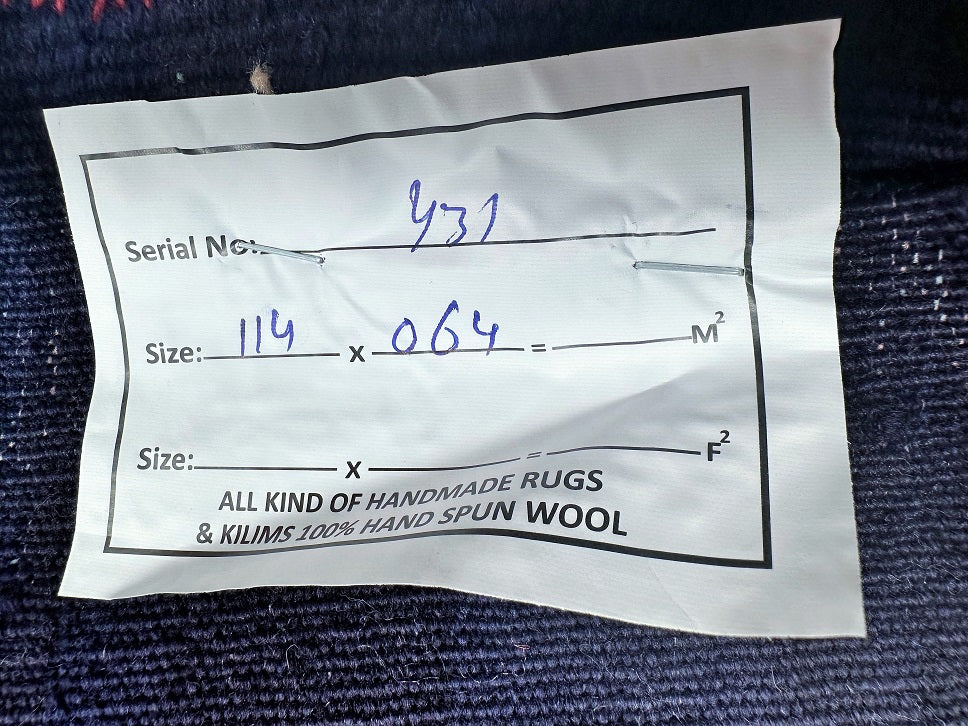 Serial No: 431
Size: 114 x 064 = M²
Size: x = F²
ALL KIND OF HANDMADE RUGS
& KILIMS 100% HAND SPUN WOOL